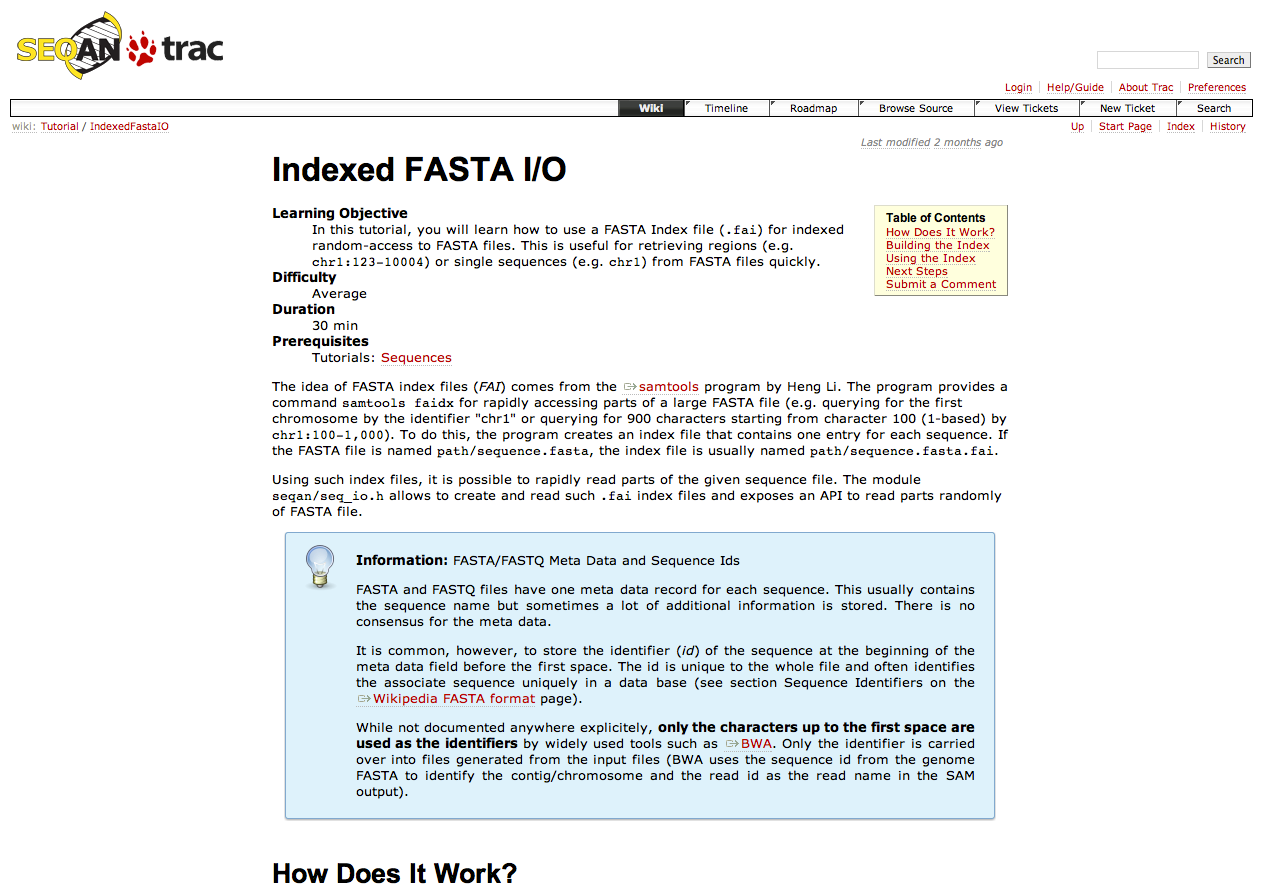 SEQAN trac
Search
Login Help/Guide About Trac Preferences
Wiki Timeline Roadmap Browse Source View Tickets New Ticket Search
wiki: Tutorial / IndexedFastaIO
Up Start Page Index History
Last modified 2 months ago
Indexed FASTA I/O
Learning Objective
In this tutorial, you will learn how to use a FASTA Index file (.fai) for indexed
random-access to FASTA files. This is useful for retrieving regions (e.g.
chr1:123-10004) or single sequences (e.g. chr1) from FASTA files quickly.
Difficulty
Average
Duration
30 min
Prerequisites
Tutorials: Sequences
Table of Contents
How Does It Work?
Building the Index
Using the Index
Next Steps
Submit a Comment
The idea of FASTA index files (FAI) comes from the samtools program by Heng Li. The program provides a
command samtools faidx for rapidly accessing parts of a large FASTA file (e.g. querying for the first
chromosome by the identifier "chr1" or querying for 900 characters starting from character 100 (1-based) by
chr1:100-1,000). To do this, the program creates an index file that contains one entry for each sequence. If
the FASTA file is named path/sequence.fasta, the index file is usually named path/sequence.fasta.fai.
Using such index files, it is possible to rapidly read parts of the given sequence file. The module
seqan/seq_io.h allows to create and read such .fai index files and exposes an API to read parts randomly
of FASTA file.
Information: FASTA/FASTQ Meta Data and Sequence Ids
FASTA and FASTQ files have one meta data record for each sequence. This usually contains
the sequence name but sometimes a lot of additional information is stored. There is no
consensus for the meta data.
It is common, however, to store the identifier (id) of the sequence at the beginning of the
meta data field before the first space. The id is unique to the whole file and often identifies
the associate sequence uniquely in a data base (see section Sequence Identifiers on the
Wikipedia FASTA format page).
While not documented anywhere explicitely, only the characters up to the first space are
used as the identifiers by widely used tools such as BWA. Only the identifier is carried
over into files generated from the input files (BWA uses the sequence id from the genome
FASTA to identify the contig/chromosome and the read id as the read name in the SAM
output).
How Does It Work?